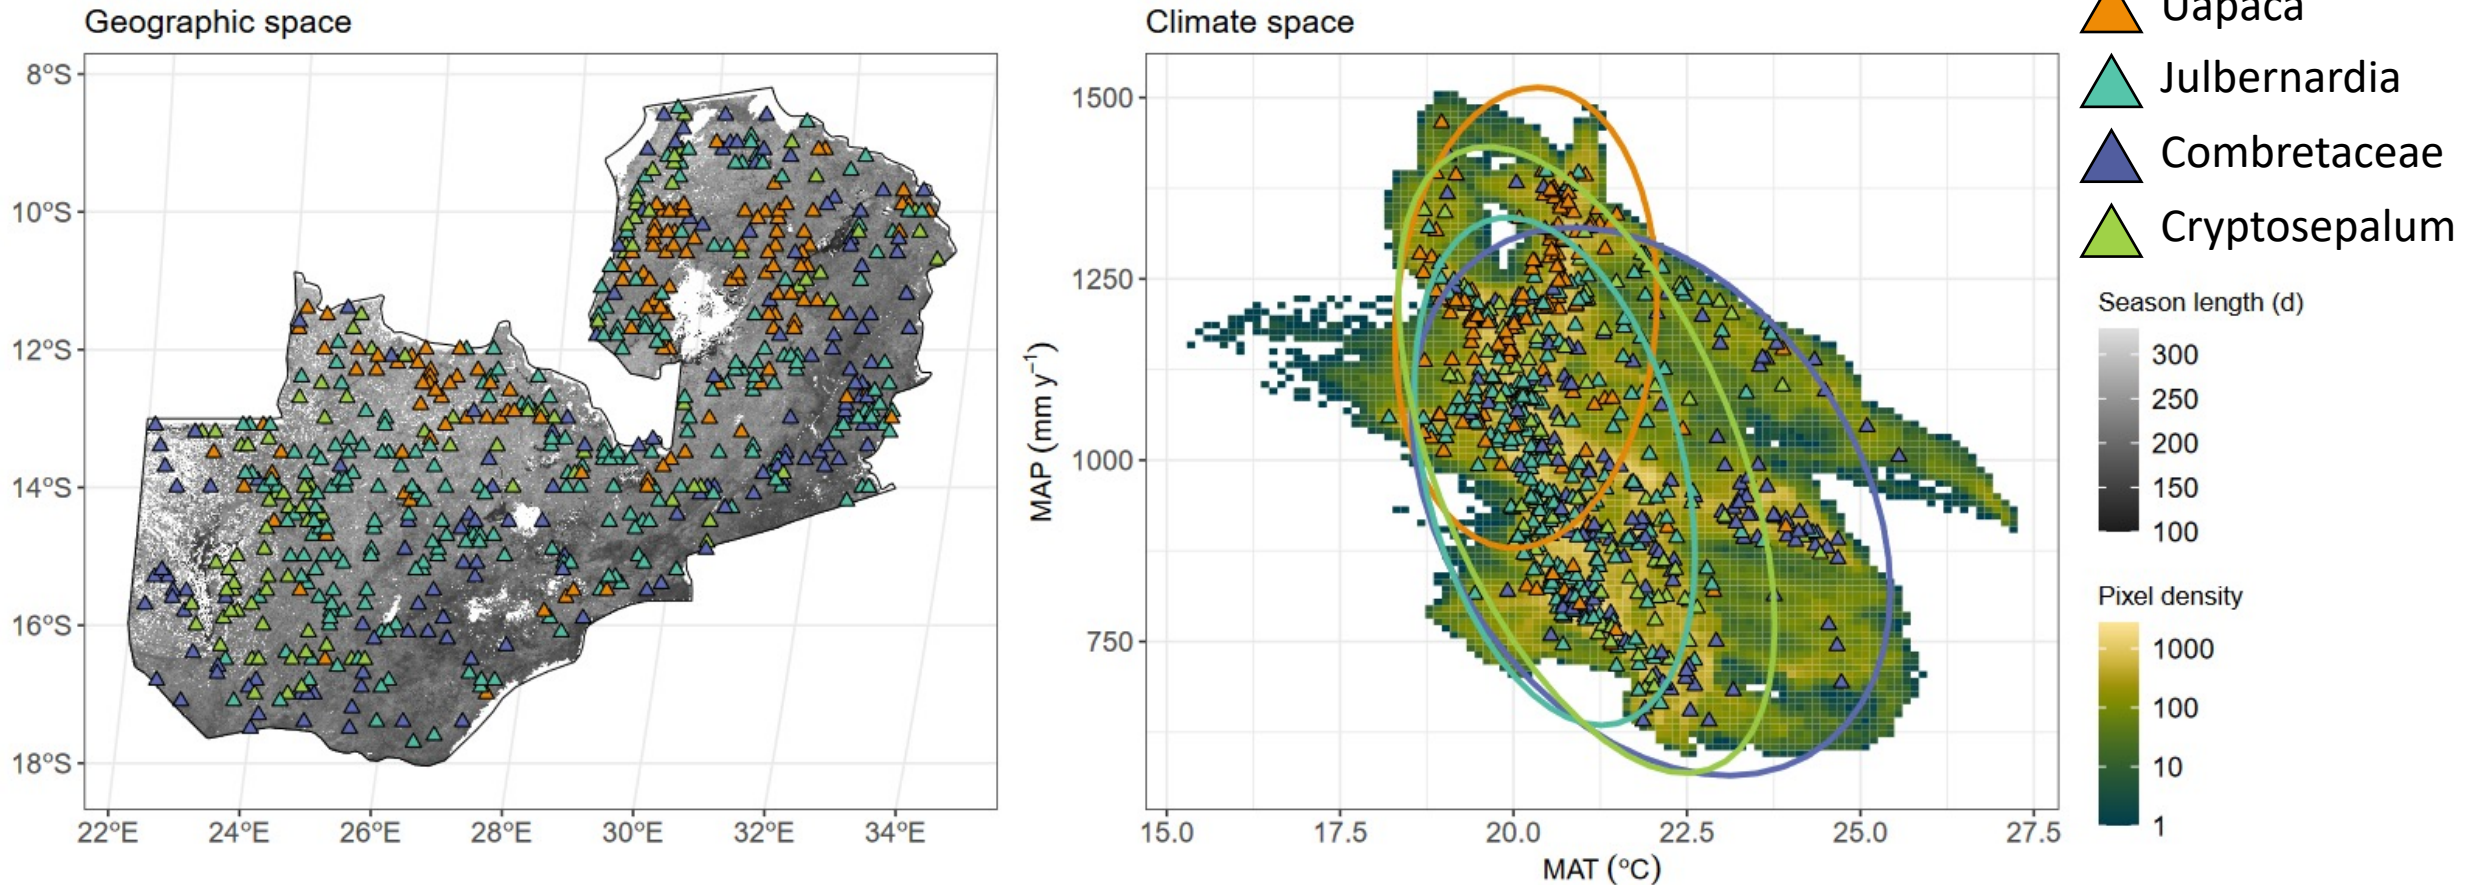 Geographic space
8°S
10°S
12°S
14°S
16°S
18°S
22°E 24°E 26°E 28°E 30°E 32°E 34°E
Climate space
MAP (mm y⁻¹)
1500
1250
1000
750
15.0 17.5 20.0 22.5 25.0 27.5
MAT (°C)
Uapaca
Julbernardia
Combretaceae
Cryptosepalum
Season length (d)
300
250
200
150
100
Pixel density
1000
100
10
1